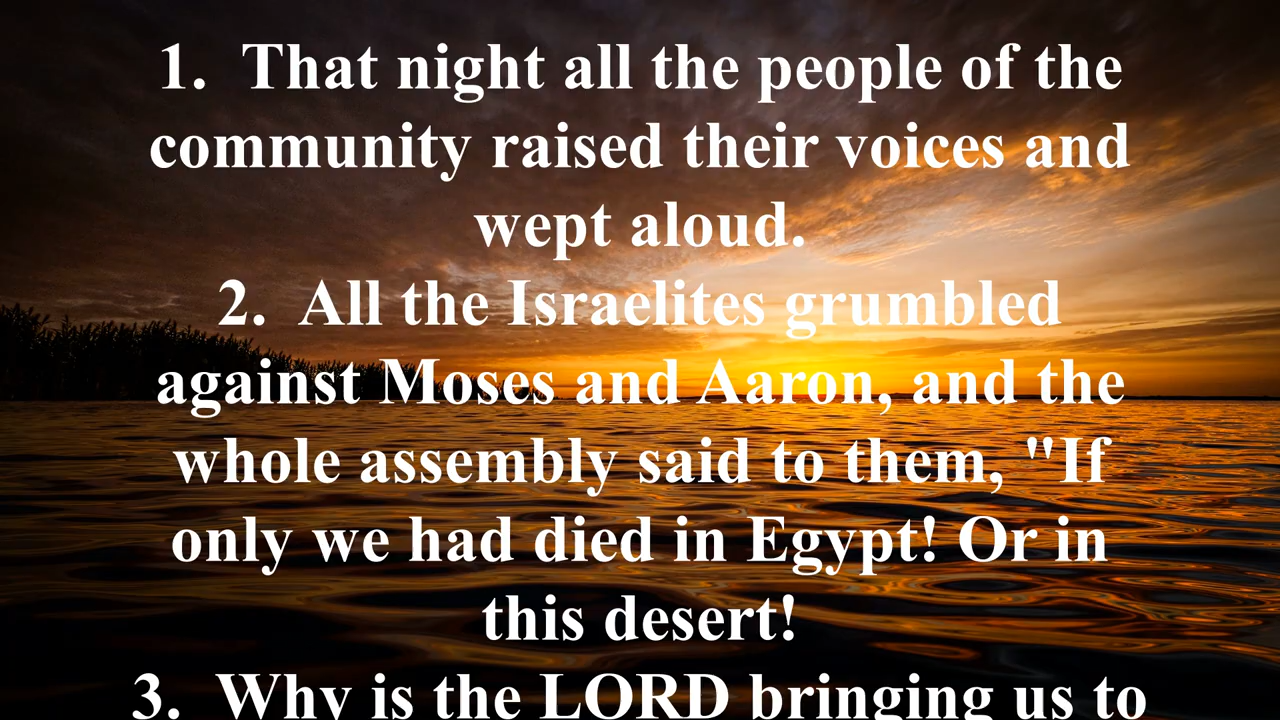 1.  That night all the people of the
community raised their voices and
wept aloud.
2.  All the Israelites grumbled
against Moses and Aaron, and the
whole assembly said to them, "If
only we had died in Egypt! Or in
this desert!
3.  Why is the LORD bringing us to